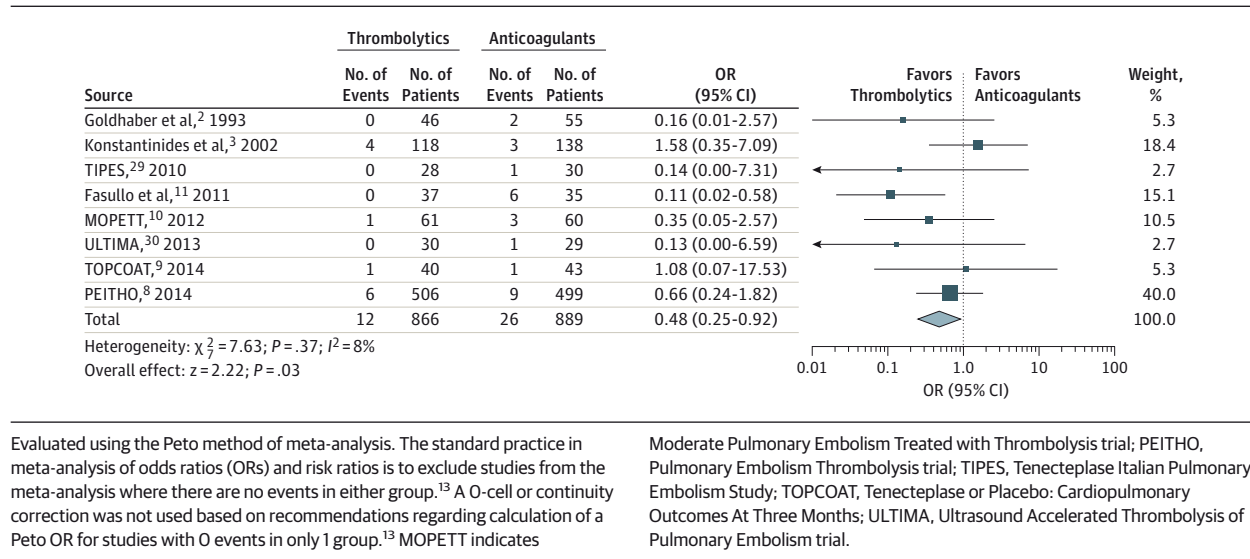 Thrombolytics Anticoagulants
No. of No. of No. of No. of OR Favors Favors Weight,
Source Events Patients Events Patients (95% CI) Thrombolytics Anticoagulants %
Goldhaber et al,2 1993 0 46 2 55 0.16 (0.01-2.57) 5.3
Konstantinides et al,3 2002 4 118 3 138 1.58 (0.35-7.09) 18.4
TIPES,29 2010 0 28 1 30 0.14 (0.00-7.31) 2.7
Fasullo et al,11 2011 0 37 6 35 0.11 (0.02-0.58) 15.1
MOPETT,10 2012 1 61 3 60 0.35 (0.05-2.57) 10.5
ULTIMA,30 2013 0 30 1 29 0.13 (0.00-6.59) 2.7
TOPCOAT,9 2014 1 40 1 43 1.08 (0.07-17.53) 5.3
PEITHO,8 2014 6 506 9 499 0.66 (0.24-1.82) 40.0
Total 12 866 26 889 0.48 (0.25-0.92) 100.0
Heterogeneity: χ27 = 7.63; P = .37; I2 = 8%
Overall effect: z = 2.22; P = .03
0.01 0.1 1.0 10 100
OR (95% CI)
Evaluated using the Peto method of meta-analysis. The standard practice in
meta-analysis of odds ratios (ORs) and risk ratios is to exclude studies from the
meta-analysis where there are no events in either group.13 A 0-cell or continuity
correction was not used based on recommendations regarding calculation of a
Peto OR for studies with 0 events in only 1 group.13 MOPETT indicates
Moderate Pulmonary Embolism Treated with Thrombolysis trial; PEITHO,
Pulmonary Embolism Thrombolysis trial; TIPES, Tenecteplase Italian Pulmonary
Embolism Study; TOPCOAT, Tenecteplase or Placebo: Cardiopulmonary
Outcomes At Three Months; ULTIMA, Ultrasound Accelerated Thrombolysis of
Pulmonary Embolism trial.